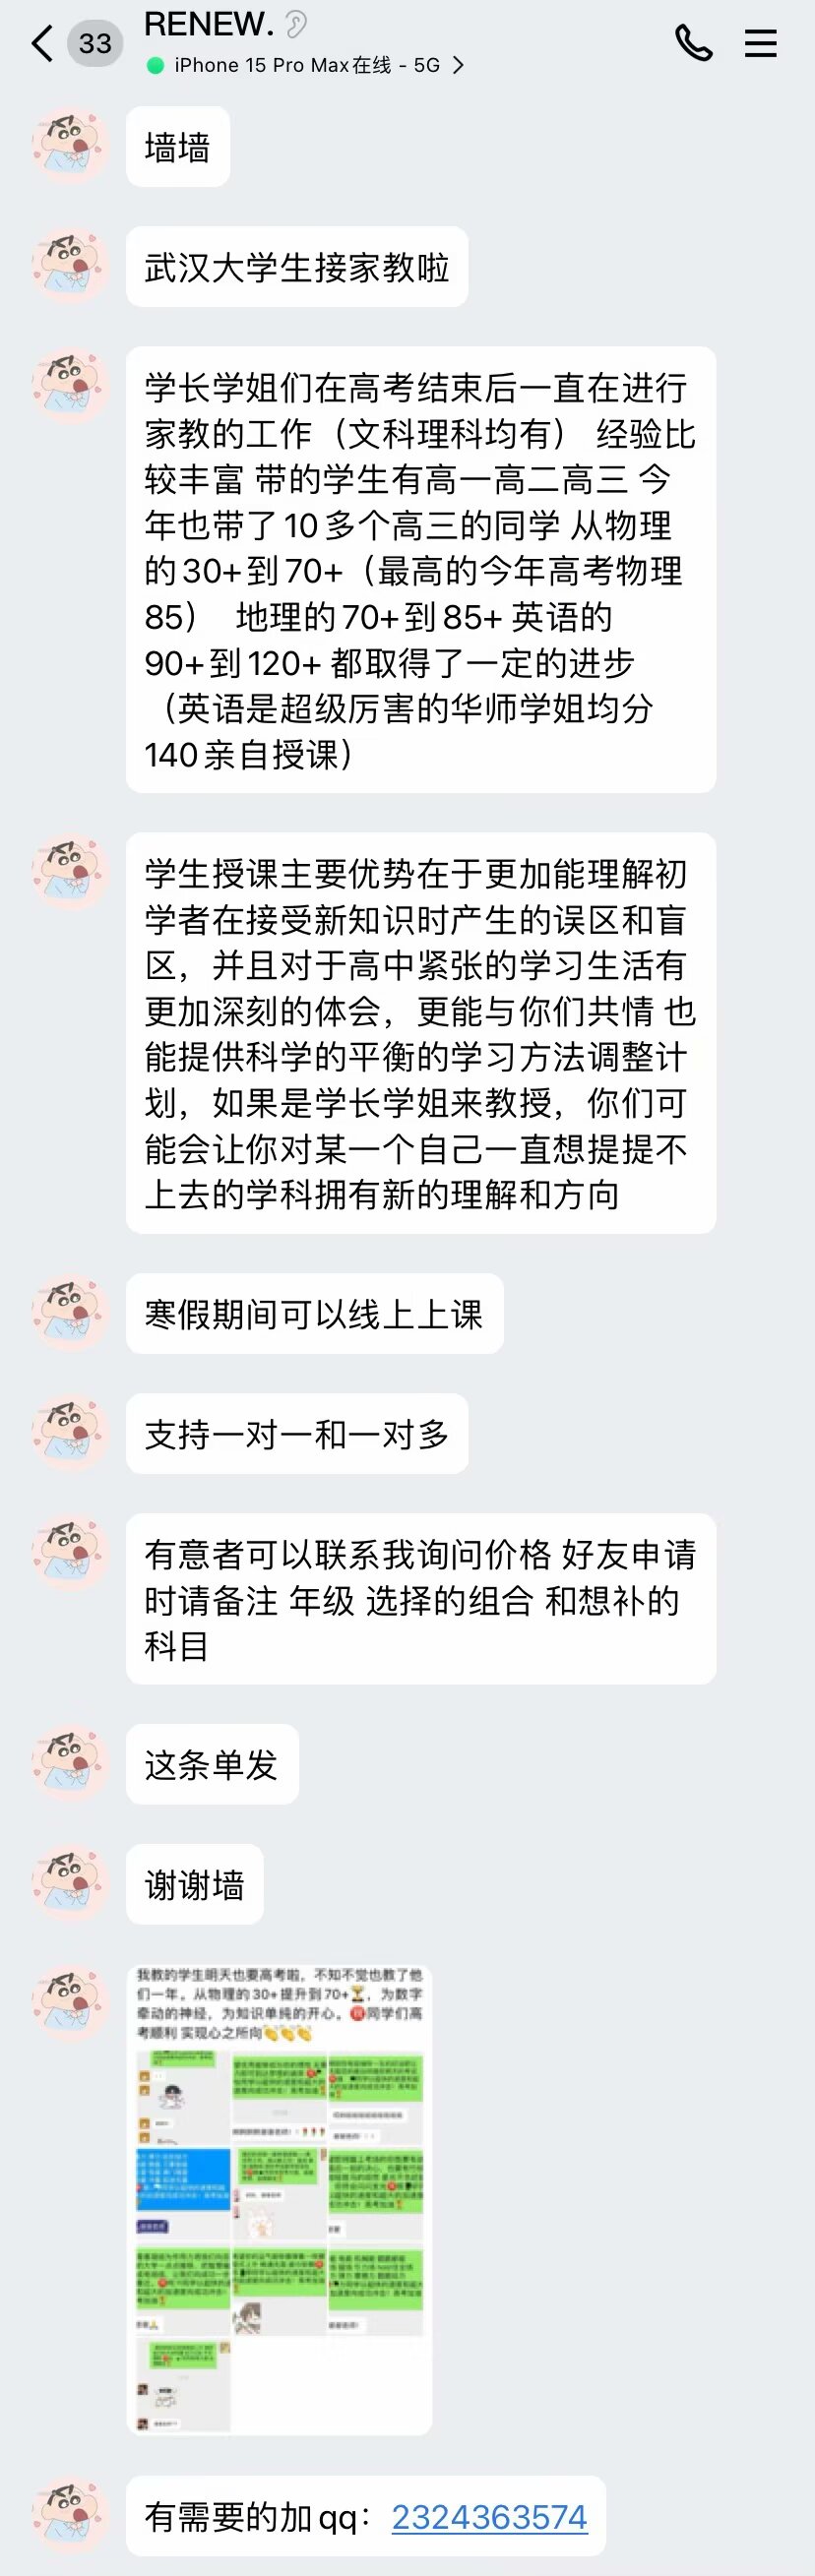 33
RENEW.
iPhone 15 Pro Max在线 - 5G
墙墙
武汉大学生接家教啦
学长学姐们在高考结束后一直在进行
家教的工作（文科理科均有） 经验比
较丰富 带的学生有高一高二高三 今
年也带了10多个高三的同学 从物理
的30+到70+（最高的今年高考物理
85） 地理的70+到85+ 英语的
90+到120+ 都取得了一定的进步
（英语是超级厉害的华师学姐均分
140亲自授课）
学生授课主要优势在于更加能理解初
学者在接受新知识时产生的误区和盲
区，并且对于高中紧张的学习生活有
更加深刻的体会，更能与你们共情 也
能提供科学的平衡的学习方法调整计
划，如果是学长学姐来教授，你们可
能会让你对某一个自己一直想提提不
上去的学科拥有新的理解和方向
寒假期间可以线上上课
支持一对一和一对多
有意者可以联系我询问价格 好友申请
时请备注 年级 选择的组合 和想补的
科目
这条单发
谢谢墙
我教的学生明天也要高考啦，不知不觉也教了他
们一年。从物理的30+提升到70+⏳，为数字
牵动的神经，为知识单纯的开心。㊗️同学们高
考顺利 实现心之所向👏👏👏
有需要的加qq：2324363574